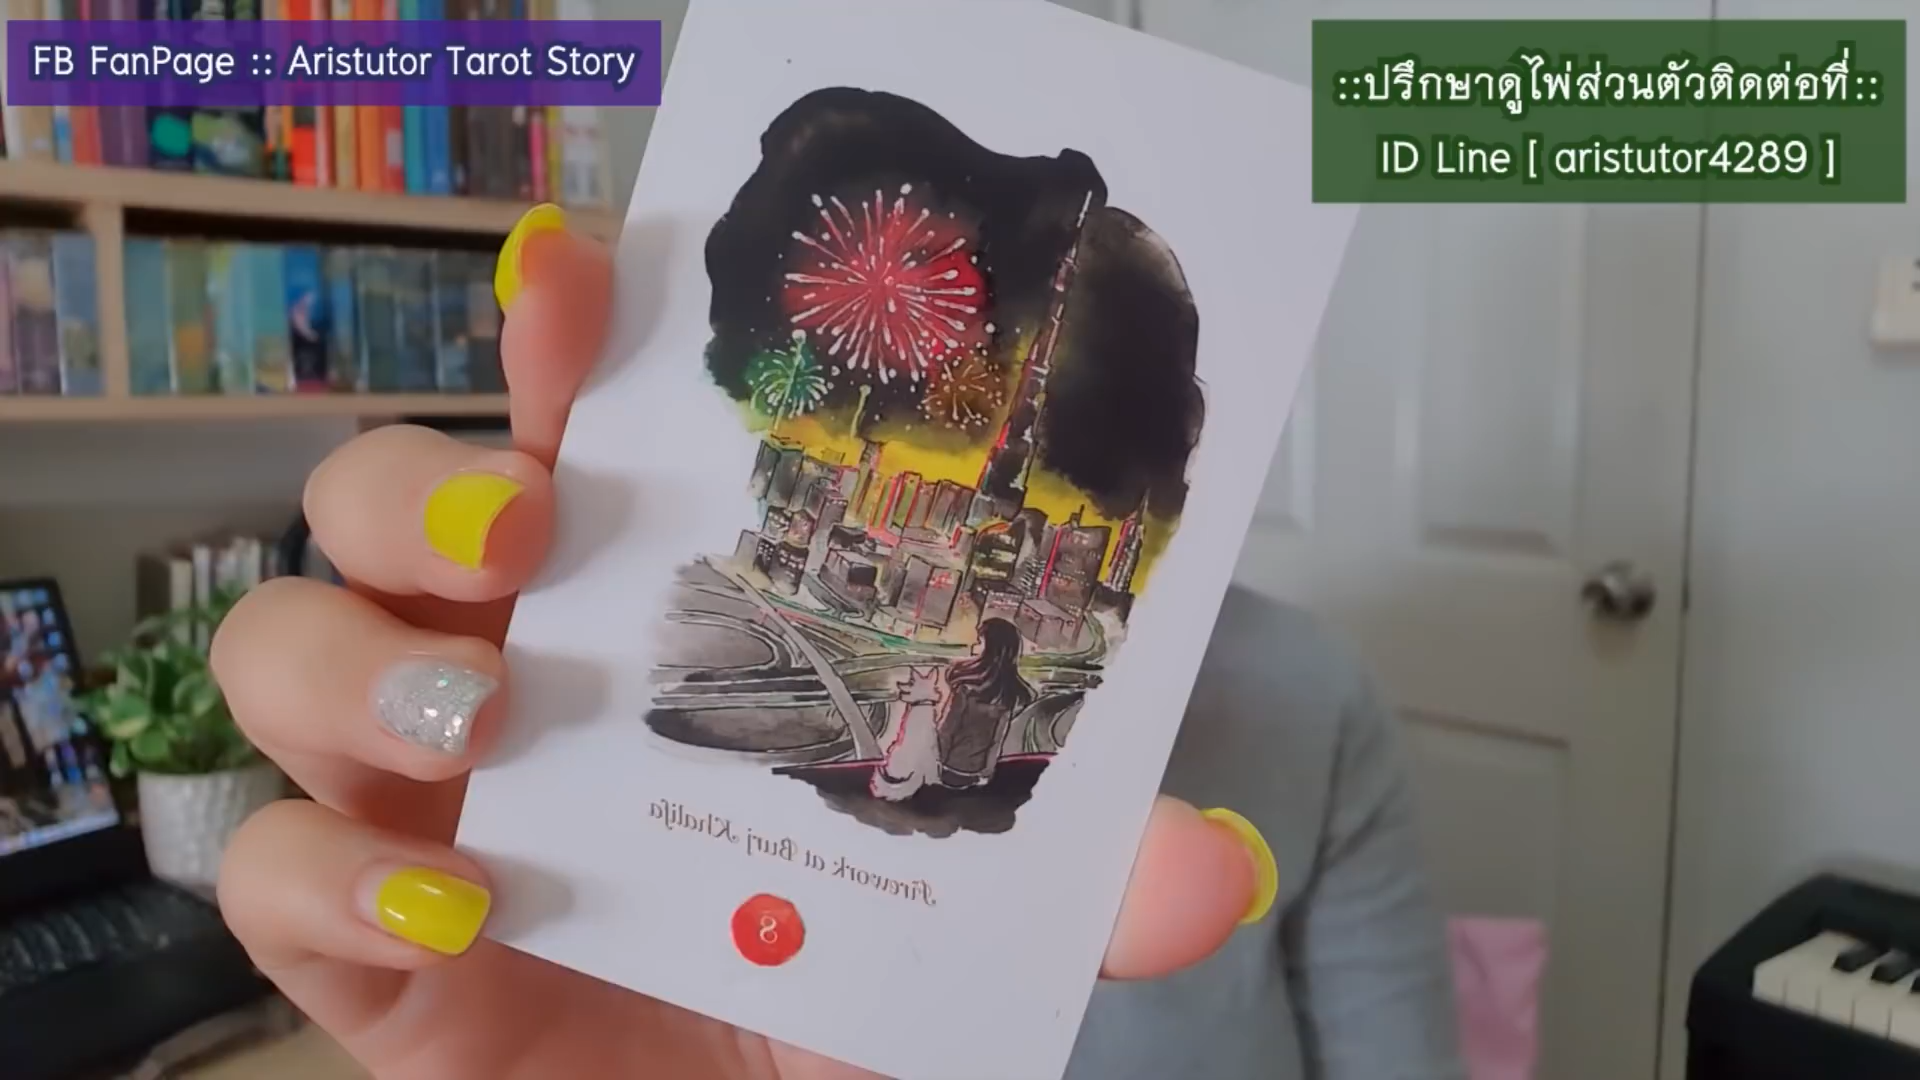 FB FanPage :: Aristutor Tarot Story
::ปรึกษาดูไพ่ส่วนตัวติดต่อที่::
ID Line [ aristutor4289 ]
Firework at Burj Khalifa
8